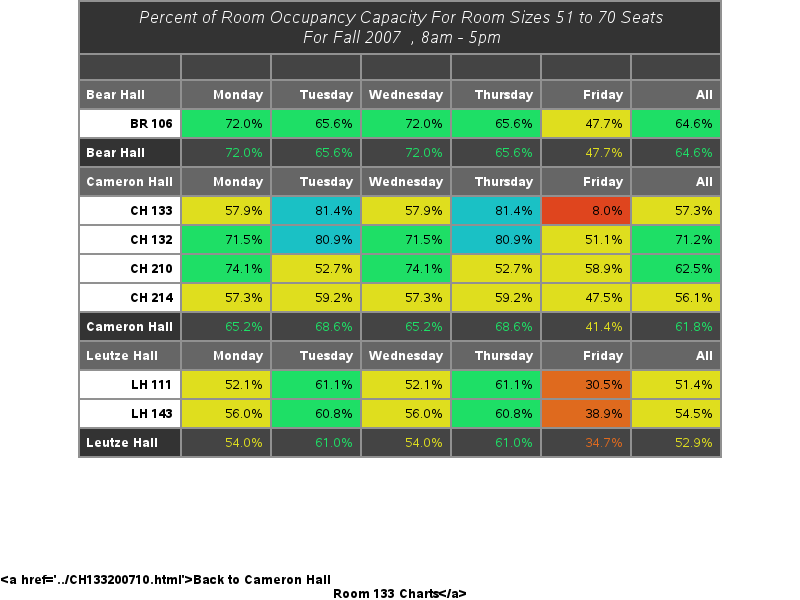 Percent of Room Occupancy Capacity For Room Sizes 51 to 70 Seats
For Fall 2007  , 8am - 5pm
Bear Hall Monday Tuesday Wednesday Thursday Friday All
BR 106 72.0% 65.6% 72.0% 65.6% 47.7% 64.6%
Bear Hall 72.0% 65.6% 72.0% 65.6% 47.7% 64.6%
Cameron Hall Monday Tuesday Wednesday Thursday Friday All
CH 133 57.9% 81.4% 57.9% 81.4% 8.0% 57.3%
CH 132 71.5% 80.9% 71.5% 80.9% 51.1% 71.2%
CH 210 74.1% 52.7% 74.1% 52.7% 58.9% 62.5%
CH 214 57.3% 59.2% 57.3% 59.2% 47.5% 56.1%
Cameron Hall 65.2% 68.6% 65.2% 68.6% 41.4% 61.8%
Leutze Hall Monday Tuesday Wednesday Thursday Friday All
LH 111 52.1% 61.1% 52.1% 61.1% 30.5% 51.4%
LH 143 56.0% 60.8% 56.0% 60.8% 38.9% 54.5%
Leutze Hall 54.0% 61.0% 54.0% 61.0% 34.7% 52.9%
<a href='../CH133200710.html'>Back to Cameron Hall
Room 133 Charts</a>